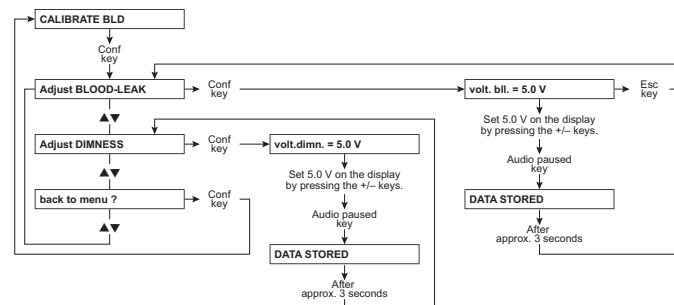 CALIBRATE BLD
Conf
key
Adjust BLOOD-LEAK
Conf
key
volt. bll. = 5.0 V
Esc
key
▲▼
Set 5.0 V on the display
by pressing the +/– keys.
Audio paused
key
DATA STORED
After
approx. 3 seconds
Adjust DIMNESS
Conf
key
volt.dimn. = 5.0 V
▲▼
Set 5.0 V on the display
by pressing the +/– keys.
Audio paused
key
DATA STORED
After
approx. 3 seconds
back to menu ?
Conf
key
▲▼